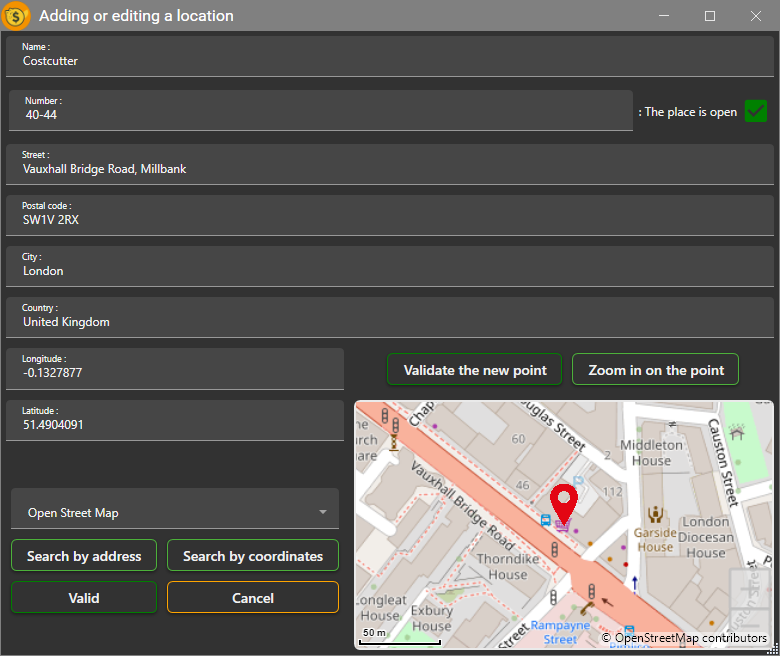 Adding or editing a location
Name :
Costcutter
Number :
40-44
: The place is open
Street :
Vauxhall Bridge Road, Millbank
Postal code :
SW1V 2RX
City :
London
Country :
United Kingdom
Longitude :
-0.1327877
Validate the new point
Zoom in on the point
Latitude :
51.4904091
Open Street Map
Search by address
Search by coordinates
Valid
Cancel
Chap
uglas Street
60
Middleton
House
Causton Street
46
112
Vauxhall Bridge Road
Garside
House
London
Diocesan
House
Thorndike
House
Longleat
House
Exbury
House
Street
Rampayne
Street
50 m
© OpenStreetMap contributors